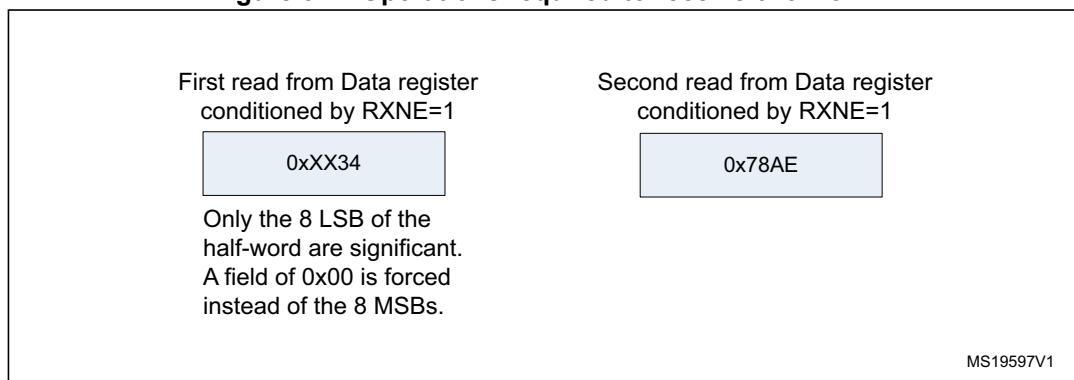 First read from Data register
conditioned by RXNE=1
0xXX34
Only the 8 LSB of the
half-word are significant.
A field of 0x00 is forced
instead of the 8 MSBs.
Second read from Data register
conditioned by RXNE=1
0x78AE
MS19597V1